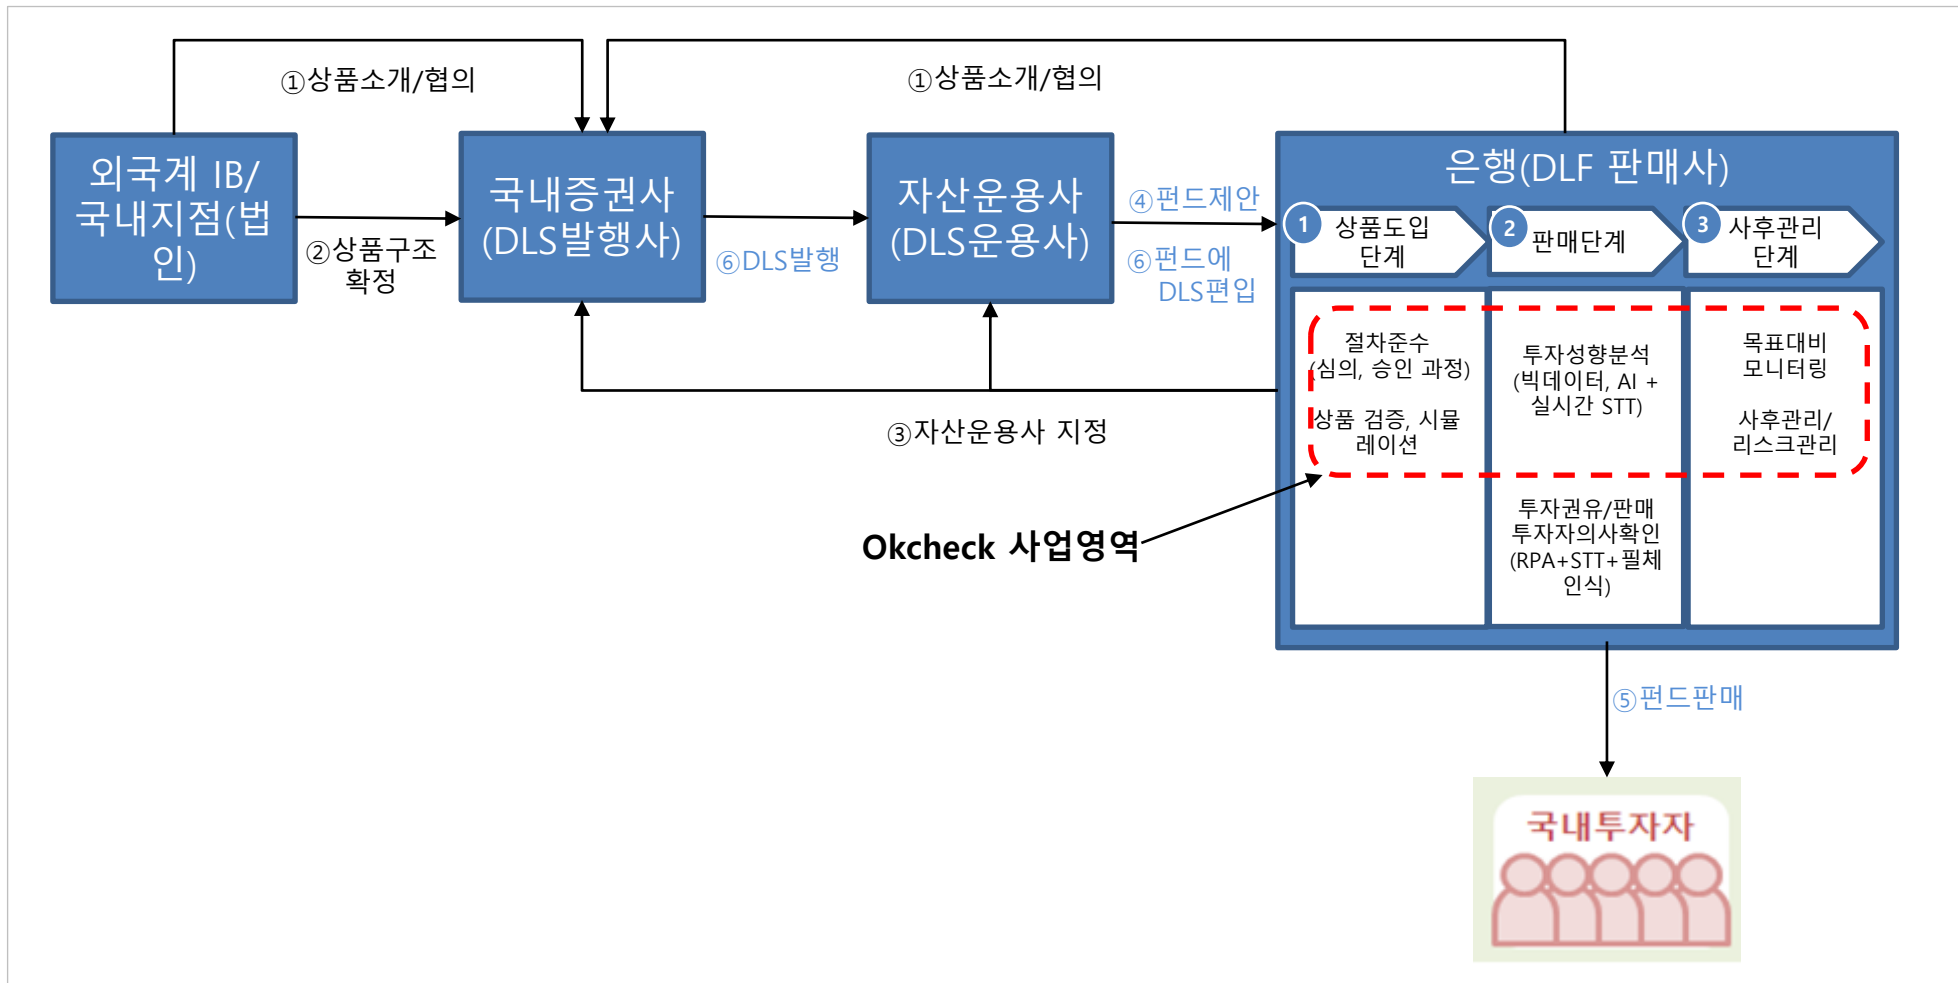 ①상품소개/협의
①상품소개/협의
외국계 IB/
국내지점(법
인)
②상품구조
확정
국내증권사
(DLS발행사)
⑥DLS발행
자산운용사
(DLS운용사)
④펀드제안
⑥펀드에
DLS편입
③자산운용사 지정
은행(DLF 판매사)
1 상품도입
단계
2 판매단계
3 사후관리
단계
절차준수
(심의, 승인 과정)
상품 검증, 시뮬
레이션
투자성향분석
(빅데이터, AI +
실시간 STT)
투자권유/판매
투자자의사확인
(RPA+STT+필체
인식)
목표대비
모니터링
사후관리/
리스크관리
Okcheck 사업영역
⑤펀드판매
국내투자자